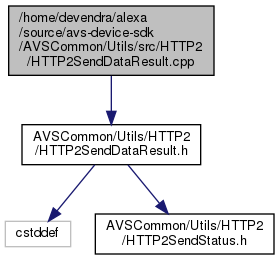 /home/devendra/alexa
/source/avs-device-sdk
/AVSCommon/Utils/src/HTTP2
/HTTP2SendDataResult.cpp
AVSCommon/Utils/HTTP2
/HTTP2SendDataResult.h
cstddef
AVSCommon/Utils/HTTP2
/HTTP2SendStatus.h